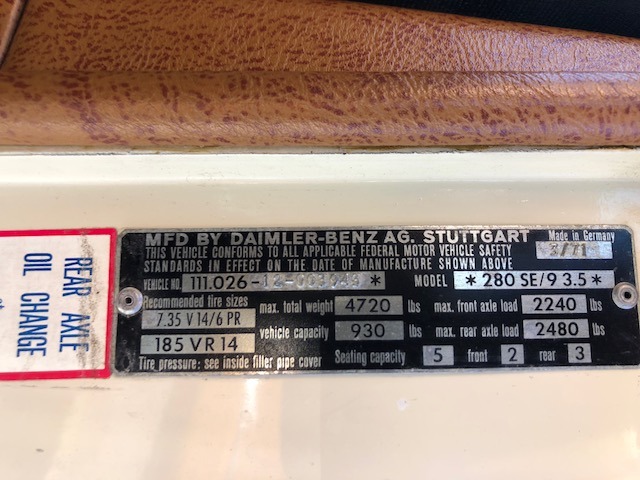 MFD BY DAIMLER-BENZ AG. STUTTGART
Made in Germany
THIS VEHICLE CONFORMS TO ALL APPLICABLE FEDERAL MOTOR VEHICLE SAFETY
3/71
STANDARDS IN EFFECT ON THE DATE OF MANUFACTURE SHOWN ABOVE
VEHICLE NO. 111.026- * MODEL * 280 SE/9 3.5 *
Recommended tire sizes max. total weight 4720 lbs max. front axle load 2240 lbs
7.35 V 14/6 PR vehicle capacity 930 lbs max. rear axle load 2480 lbs
185 VR 14
Tire pressure: see inside filler pipe cover Seating capacity 5 front 2 rear 3
REAR AXLE
OIL CHANGE